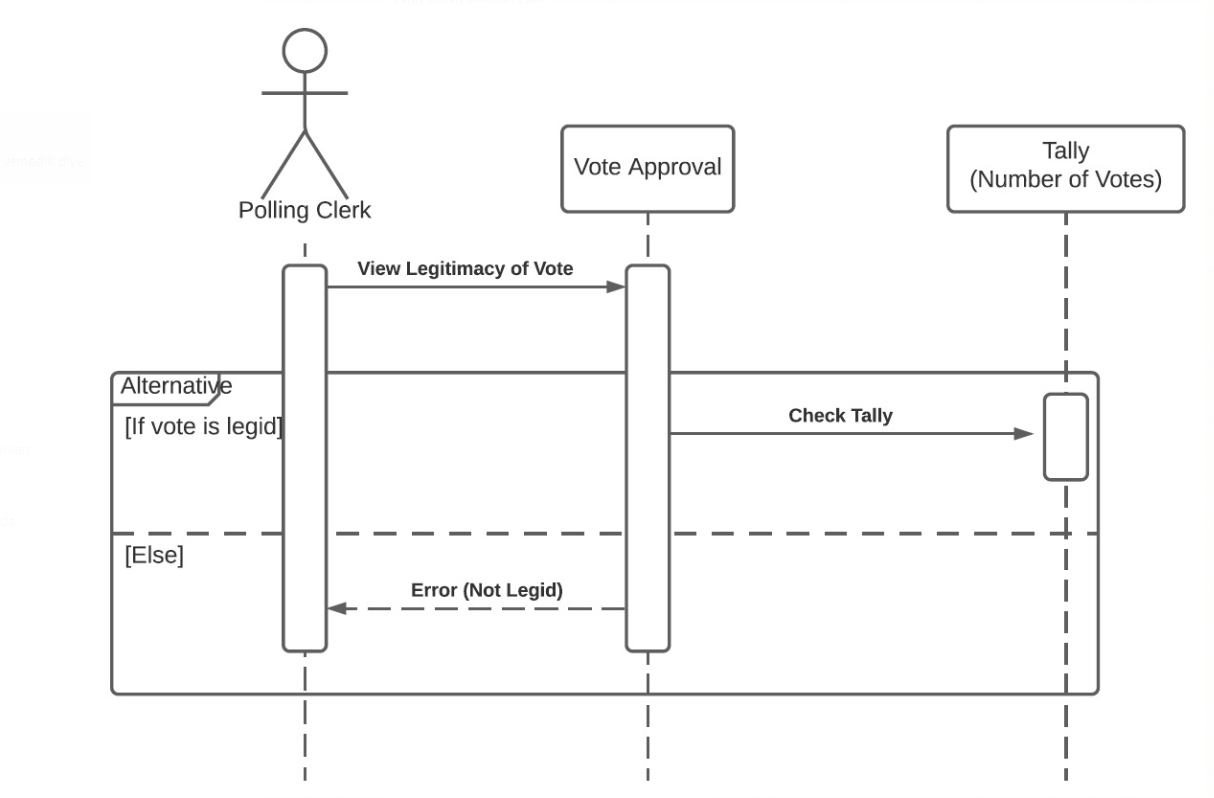 Polling Clerk
Vote Approval
Tally
(Number of Votes)
View Legitimacy of Vote
Alternative
[If vote is legid]
Check Tally
[Else]
Error (Not Legid)